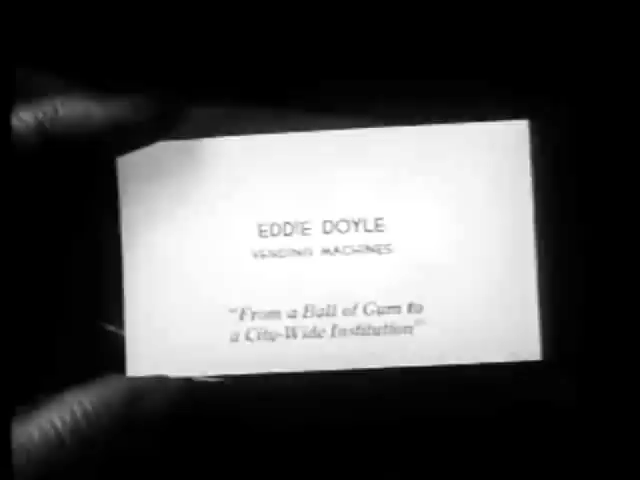 EDDIE DOYLE
VENDING MACHINES
"From a Ball of Gum to
a City-Wide Institution"